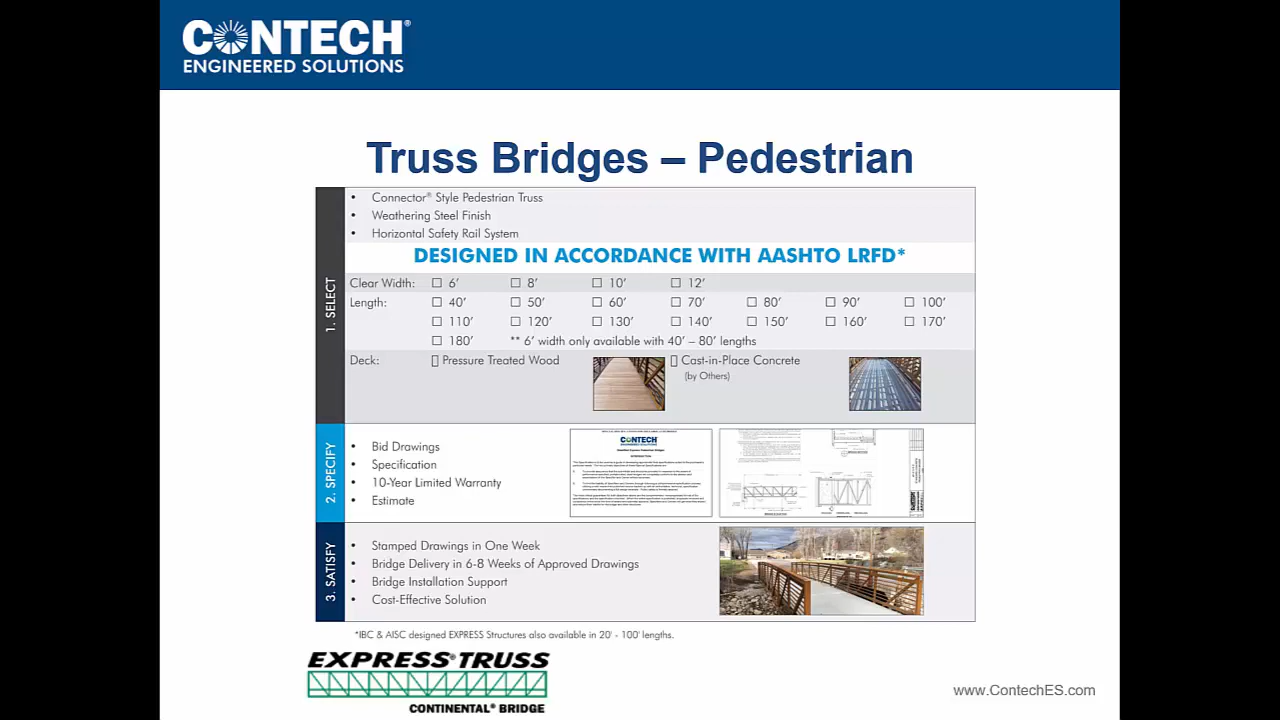 CONTECH®
ENGINEERED SOLUTIONS
Truss Bridges – Pedestrian
1. SELECT
• Connector® Style Pedestrian Truss
• Weathering Steel Finish
• Horizontal Safety Rail System
DESIGNED IN ACCORDANCE WITH AASHTO LRFD*
Clear Width: ☐ 6’ ☐ 8’ ☐ 10’ ☐ 12’
Length: ☐ 40’ ☐ 50’ ☐ 60’ ☐ 70’ ☐ 80’ ☐ 90’ ☐ 100’
☐ 110’ ☐ 120’ ☐ 130’ ☐ 140’ ☐ 150’ ☐ 160’ ☐ 170’
☐ 180’ ** 6’ width only available with 40’ – 80’ lengths
Deck: ▯ Pressure Treated Wood ▯ Cast-in-Place Concrete
(by Others)
2. SPECIFY
• Bid Drawings
• Specification
• 10-Year Limited Warranty
• Estimate
CONTECH
3. SATISFY
• Stamped Drawings in One Week
• Bridge Delivery in 6-8 Weeks of Approved Drawings
• Bridge Installation Support
• Cost-Effective Solution
*IBC & AISC designed EXPRESS Structures also available in 20' - 100' lengths.
EXPRESS® TRUSS
CONTINENTAL® BRIDGE
www.ContechES.com